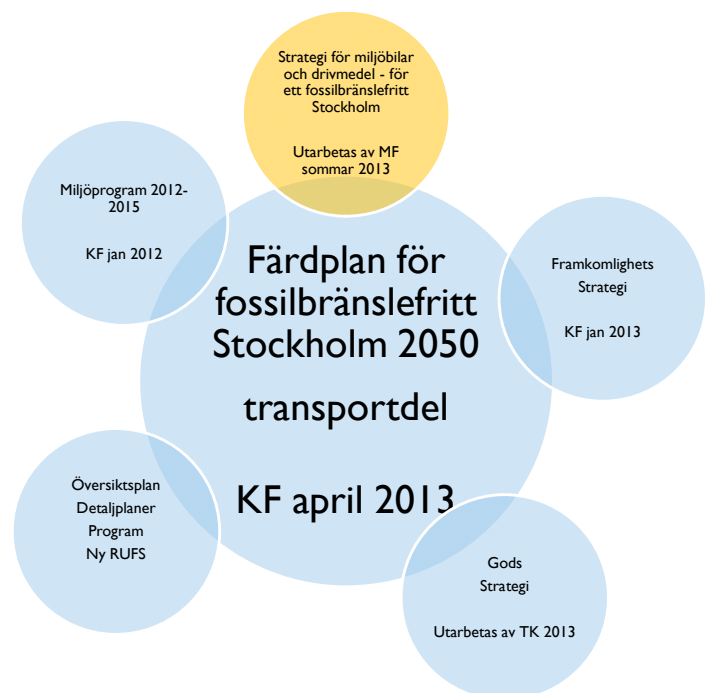 Strategi för miljöbilar
och drivmedel - för
ett fossilbränslefritt
Stockholm
Utarbetas av MF
sommar 2013
Miljöprogram 2012-
2015
KF jan 2012
Färdplan för
fossilbränslefritt
Stockholm 2050
transportdel
KF april 2013
Framkomlighets
Strategi
KF jan 2013
Översiktsplan
Detaljplaner
Program
Ny RUFS
Gods
Strategi
Utarbetas av TK 2013